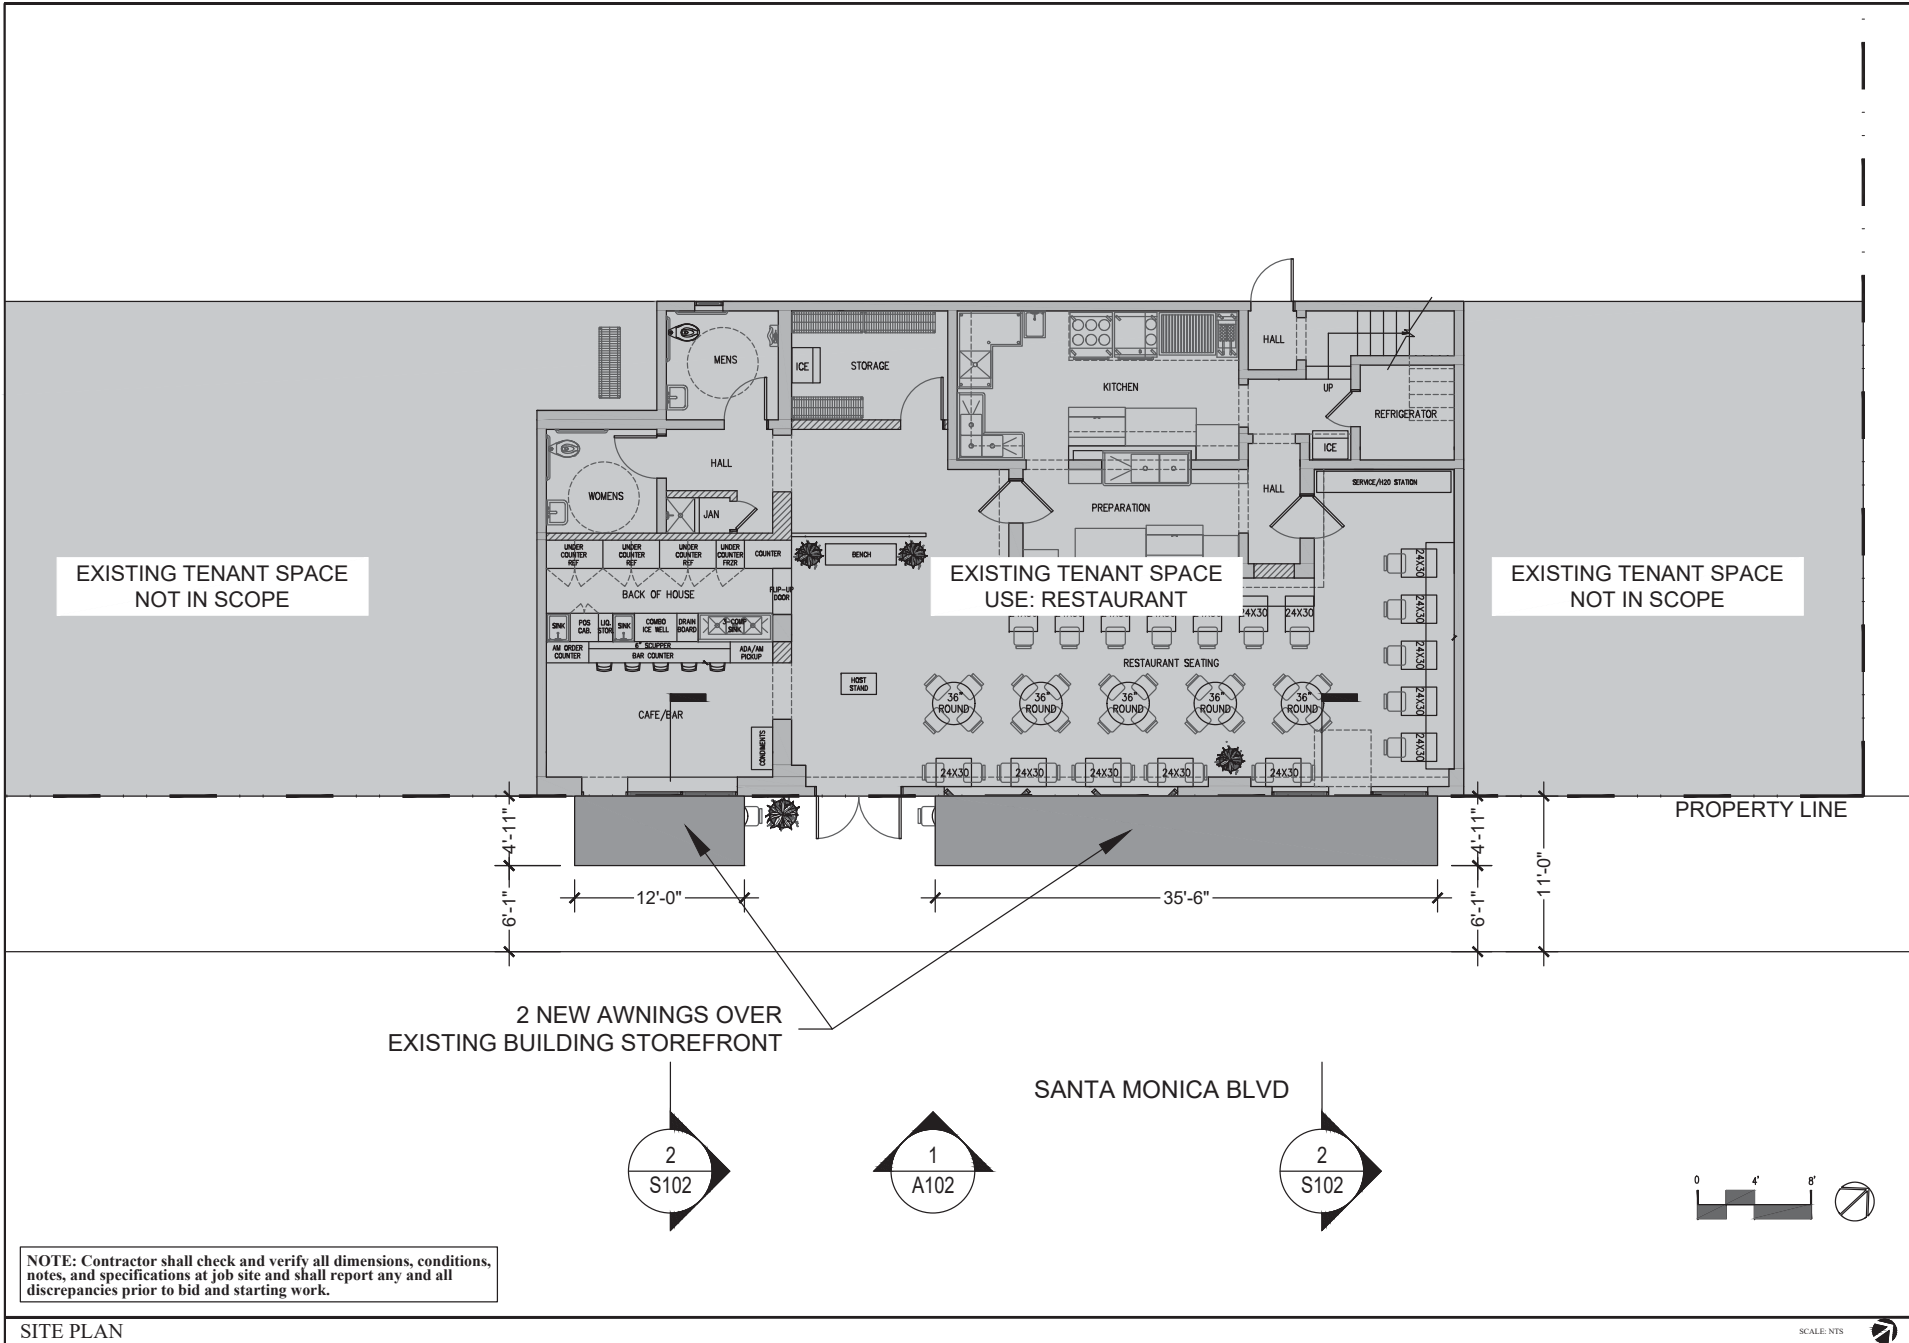 HALL
MENS
ICE
STORAGE
KITCHEN
UP
REFRIGERATOR
ICE
HALL
HALL
SERVICE/H20 STATION
WOMENS
JAN
PREPARATION
UNDER
COUNTER
REF
UNDER
COUNTER
REF
UNDER
COUNTER
REF
UNDER
COUNTER
FRZR
COUNTER
BENCH
EXISTING TENANT SPACE
NOT IN SCOPE
EXISTING TENANT SPACE
USE: RESTAURANT
EXISTING TENANT SPACE
NOT IN SCOPE
BACK OF HOUSE
FLIP-UP
DOOR
24X30
24X30
24X30
24X30
24X30
24X30
24X30
SINK
POS
CAB.
LIQ.
STOR
SINK
COMBO
ICE WELL
DRAIN
BOARD
3-COMP
SINK
AM ORDER
COUNTER
6" SCUPPER
BAR COUNTER
ADA/AM
PICKUP
RESTAURANT SEATING
HOST
STAND
36"
ROUND
36"
ROUND
36"
ROUND
36"
ROUND
36"
ROUND
CAFE/BAR
CONDIMENTS
24X30
24X30
24X30
24X30
24X30
PROPERTY LINE
4'-11"
4'-11"
11'-0"
12'-0"
35'-6"
6'-1"
6'-1"
2 NEW AWNINGS OVER
EXISTING BUILDING STOREFRONT
SANTA MONICA BLVD
2
S102
1
A102
2
S102
0 4' 8'
NOTE: Contractor shall check and verify all dimensions, conditions,
notes, and specifications at job site and shall report any and all
discrepancies prior to bid and starting work.
SITE PLAN
SCALE: NTS